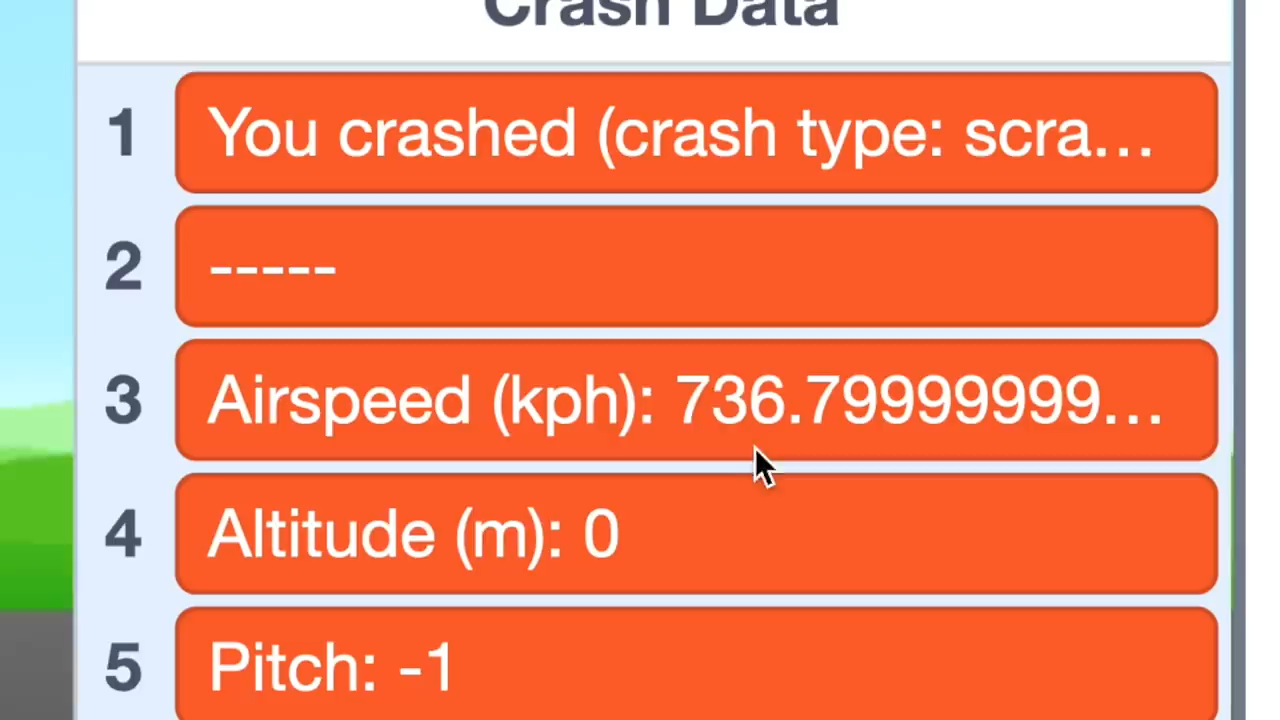 Crash Data
1 You crashed (crash type: scra...
2 -----
3 Airspeed (kph): 736.79999999...
4 Altitude (m): 0
5 Pitch: -1